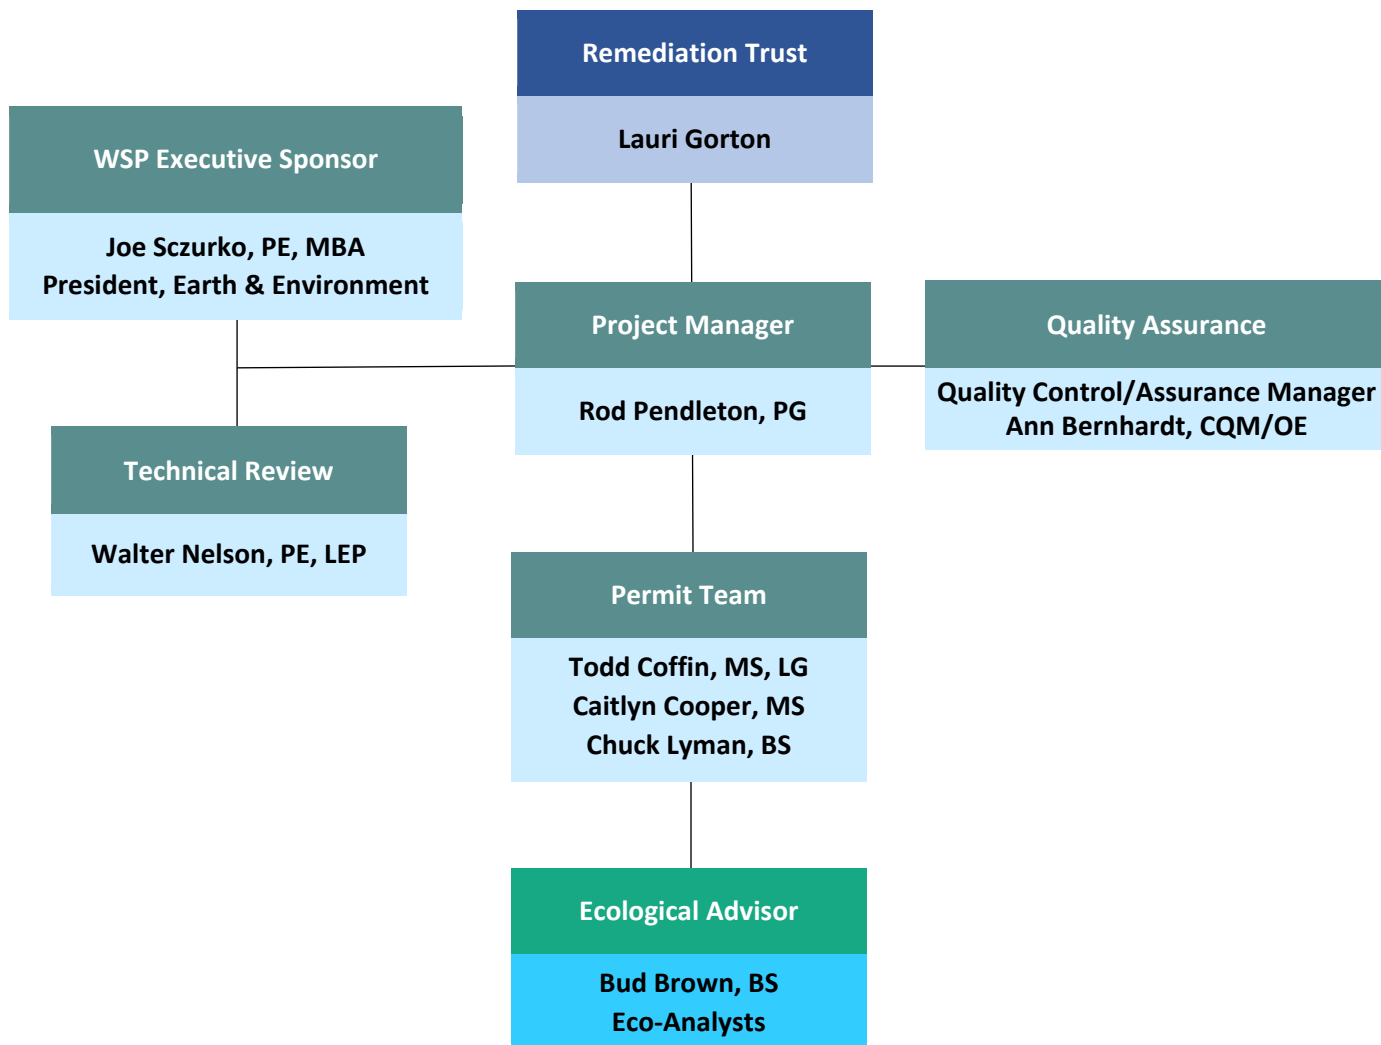 Remediation Trust
Lauri Gorton
WSP Executive Sponsor
Joe Sczurko, PE, MBA
President, Earth & Environment
Project Manager
Rod Pendleton, PG
Quality Assurance
Quality Control/Assurance Manager
Ann Bernhardt, CQM/OE
Technical Review
Walter Nelson, PE, LEP
Permit Team
Todd Coffin, MS, LG
Caitlyn Cooper, MS
Chuck Lyman, BS
Ecological Advisor
Bud Brown, BS
Eco-Analysts